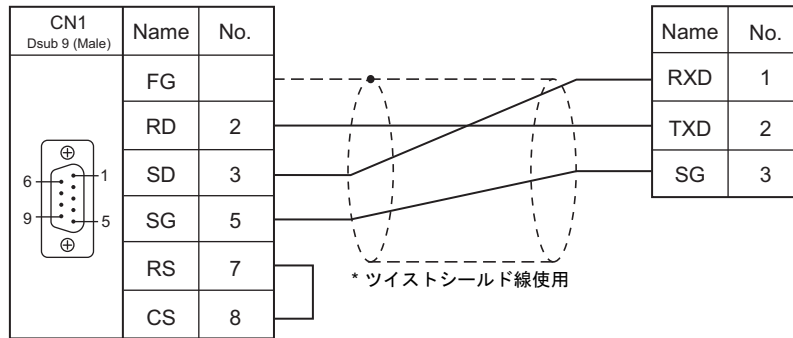 CN1
Dsub 9 (Male)
Name No.
FG
RD 2
SD 3
SG 5
RS 7
CS 8
6 1
9 5
* ツイストシールド線使用
Name No.
RXD 1
TXD 2
SG 3